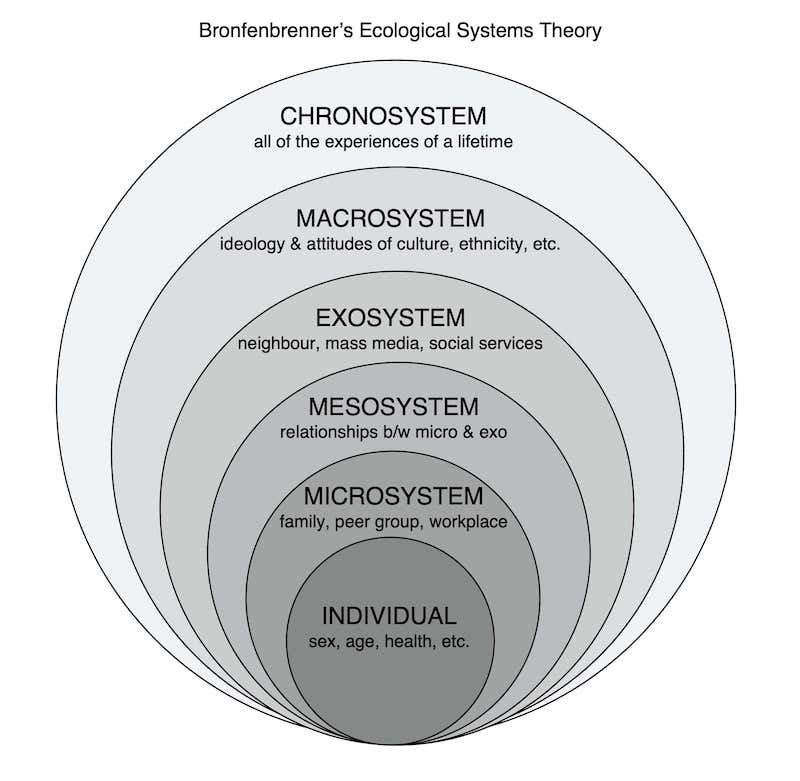 Bronfenbrenner’s Ecological Systems Theory
CHRONOSYSTEM
all of the experiences of a lifetime
MACROSYSTEM
ideology & attitudes of culture, ethnicity, etc.
EXOSYSTEM
neighbour, mass media, social services
MESOSYSTEM
relationships b/w micro & exo
MICROSYSTEM
family, peer group, workplace
INDIVIDUAL
sex, age, health, etc.